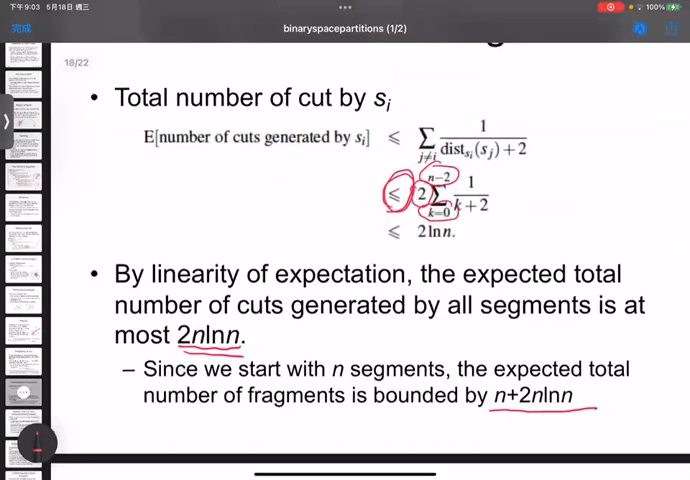 下午9:03 5月18日 週三
100%
完成
binaryspacepartitions (1/2)
18/22
• Total number of cut by si
E[number of cuts generated by si] ⩽ ∑j≠i 1/(distsi(sj)+2)
⩽ 2 ∑k=0n−2 1/(k+2)
⩽ 2 ln n.
• By linearity of expectation, the expected total
number of cuts generated by all segments is at
most 2nlnn.
– Since we start with n segments, the expected total
number of fragments is bounded by n+2nlnn